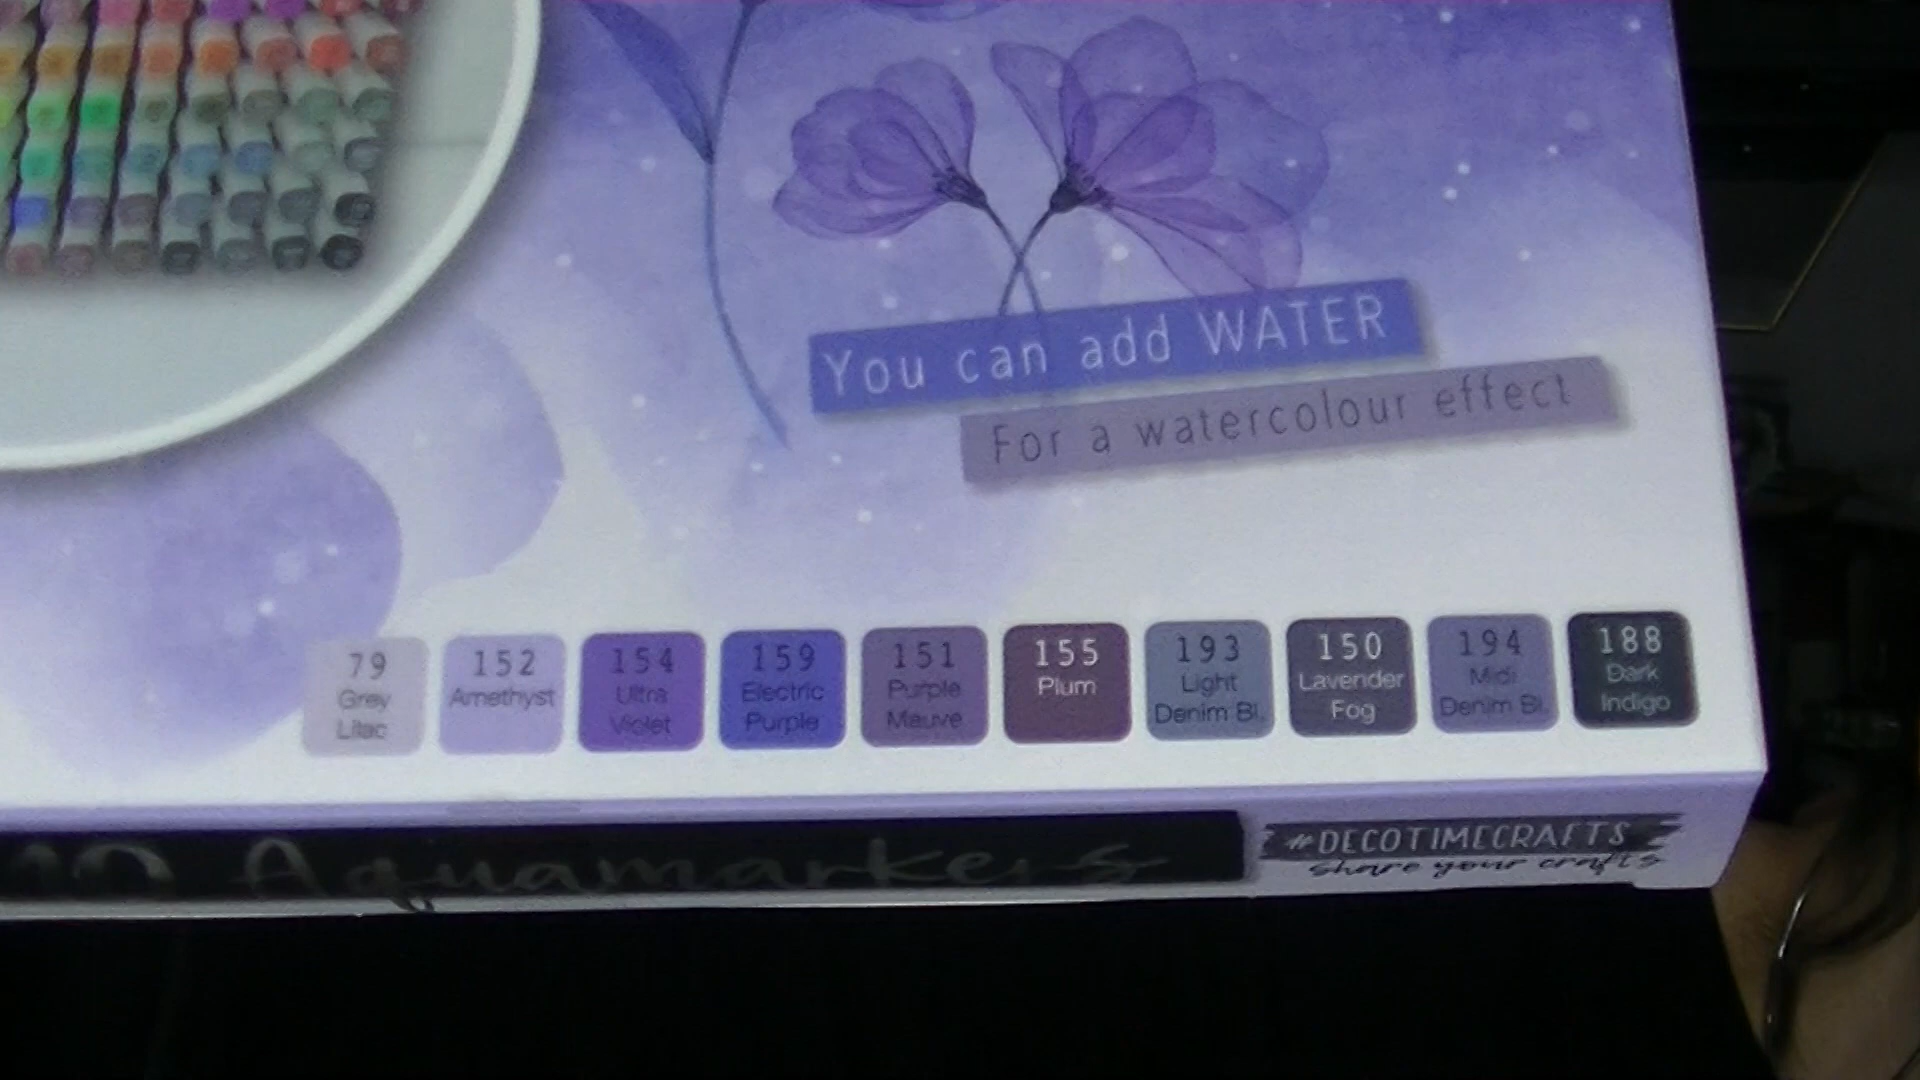 You can add WATER
For a watercolour effect
79
Grey
Lilac
152
Amethyst
154
Ultra
Violet
159
Electric
Purple
151
Purple
Mauve
155
Plum
193
Light
Denim Bl.
150
Lavender
Fog
194
Midi
Denim Bl.
188
Dark
Indigo
Aquamarkers
#DECOTIMECRAFTS
share your crafts